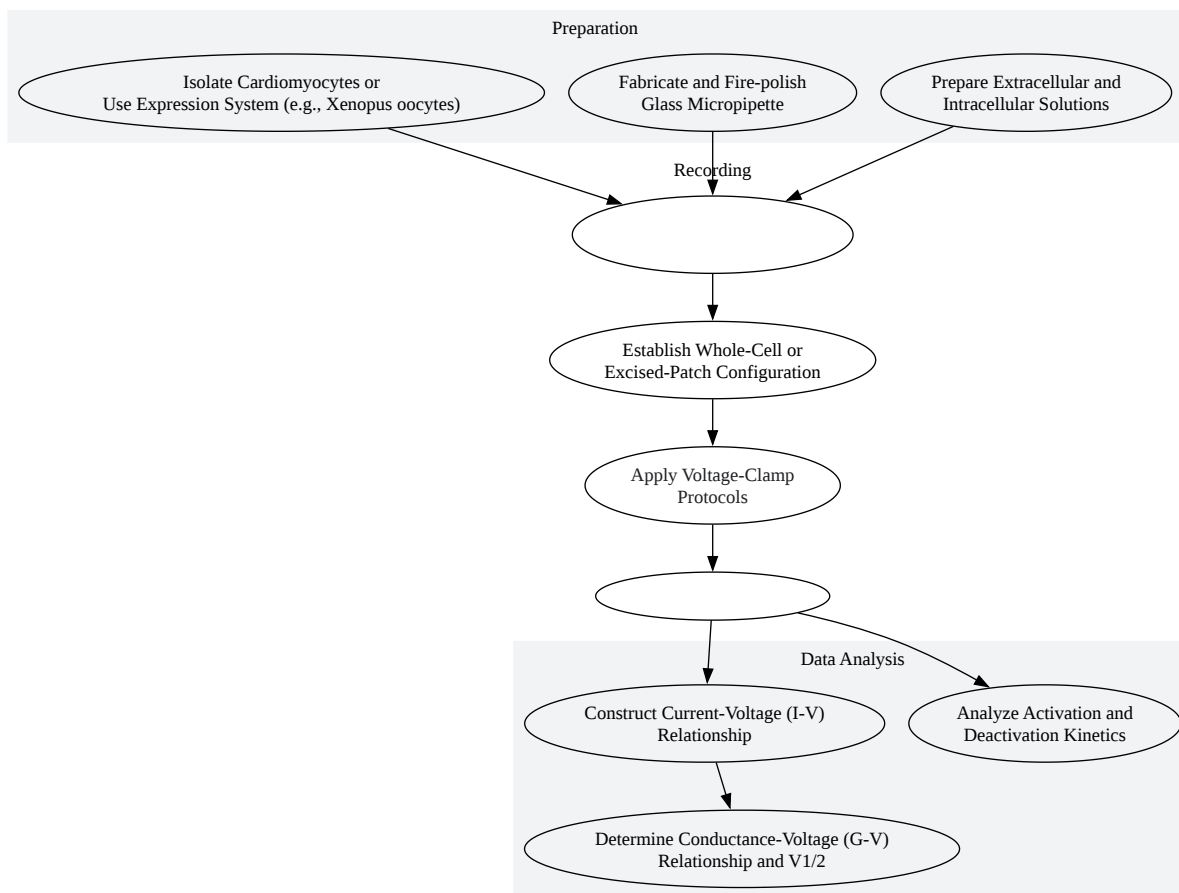 Preparation
Isolate Cardiomyocytes or
Use Expression System (e.g., Xenopus oocytes)
Fabricate and Fire-polish
Glass Micropipette
Prepare Extracellular and
Intracellular Solutions
Recording
Establish Whole-Cell or
Excised-Patch Configuration
Apply Voltage-Clamp
Protocols
Data Analysis
Construct Current-Voltage (I-V)
Relationship
Analyze Activation and
Deactivation Kinetics
Determine Conductance-Voltage (G-V)
Relationship and V1/2